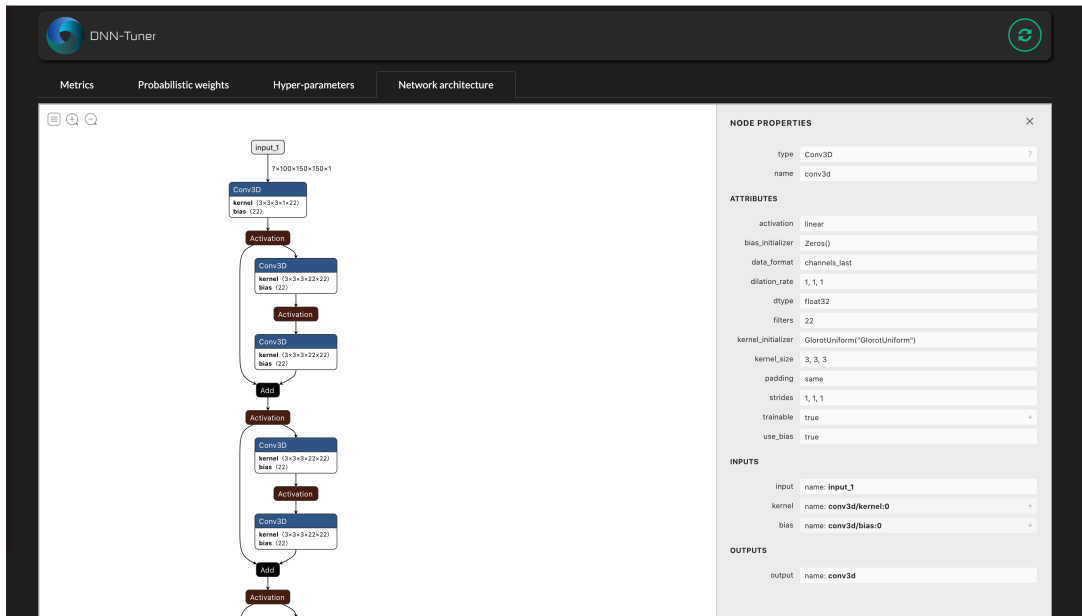 DNN-Tuner
Metrics
Probabilistic weights
Hyper-parameters
Network architecture
input_1
?×100×150×150×1
Conv3D
kernel ⟨3×3×3×1×22⟩
bias ⟨22⟩
Activation
Conv3D
kernel ⟨3×3×3×22×22⟩
bias ⟨22⟩
Activation
Conv3D
kernel ⟨3×3×3×22×22⟩
bias ⟨22⟩
Add
Activation
Conv3D
kernel ⟨3×3×3×22×22⟩
bias ⟨22⟩
Activation
Conv3D
kernel ⟨3×3×3×22×22⟩
bias ⟨22⟩
Add
Activation
NODE PROPERTIES ×
type Conv3D ?
name conv3d
ATTRIBUTES
activation linear
bias_initializer Zeros()
data_format channels_last
dilation_rate 1, 1, 1
dtype float32
filters 22
kernel_initializer GlorotUniform("GlorotUniform")
kernel_size 3, 3, 3
padding same
strides 1, 1, 1
trainable true +
use_bias true
INPUTS
input name: input_1
kernel name: conv3d/kernel:0 +
bias name: conv3d/bias:0 +
OUTPUTS
output name: conv3d